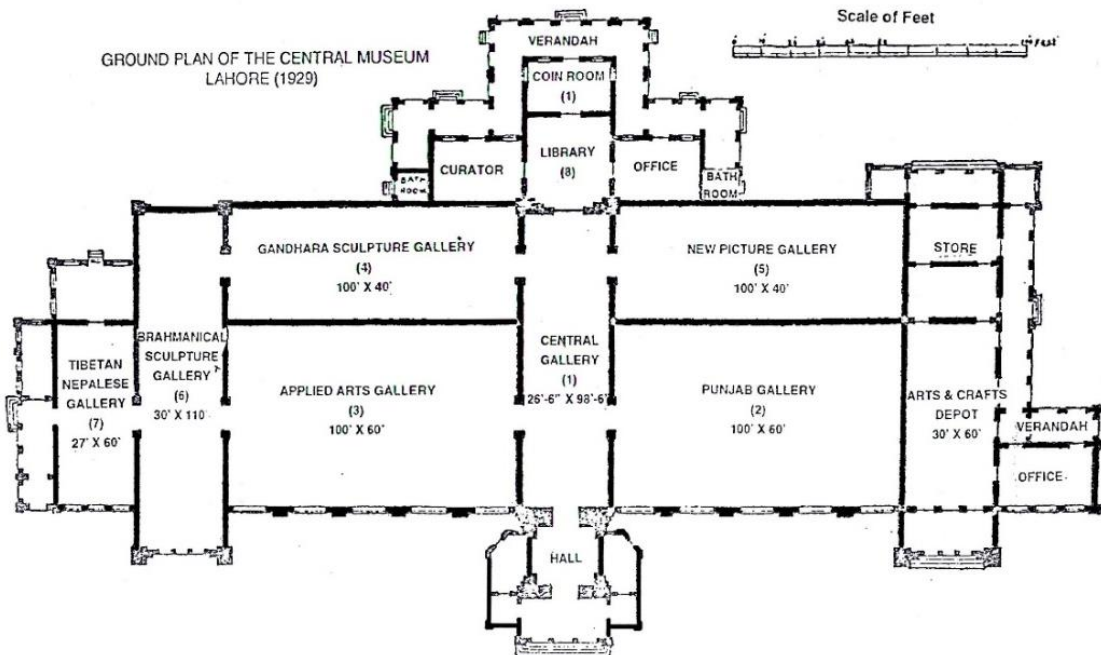 GROUND PLAN OF THE CENTRAL MUSEUM
LAHORE (1929)
Scale of Feet
VERANDAH
COIN ROOM
(1)
LIBRARY
(8)
CURATOR
BATH
ROOM
OFFICE
BATH
ROOM
GANDHARA SCULPTURE GALLERY
(4)
100' X 40'
NEW PICTURE GALLERY
(5)
100' X 40'
STORE
TIBETAN
NEPALESE
GALLERY
(7)
27' X 60'
BRAHMANICAL
SCULPTURE
GALLERY
(6)
30' X 110'
APPLIED ARTS GALLERY
(3)
100' X 60'
CENTRAL
GALLERY
(1)
26'-6" X 98'-6"
PUNJAB GALLERY
(2)
100' X 60'
ARTS & CRAFTS
DEPOT
30' X 60'
VERANDAH
OFFICE
HALL